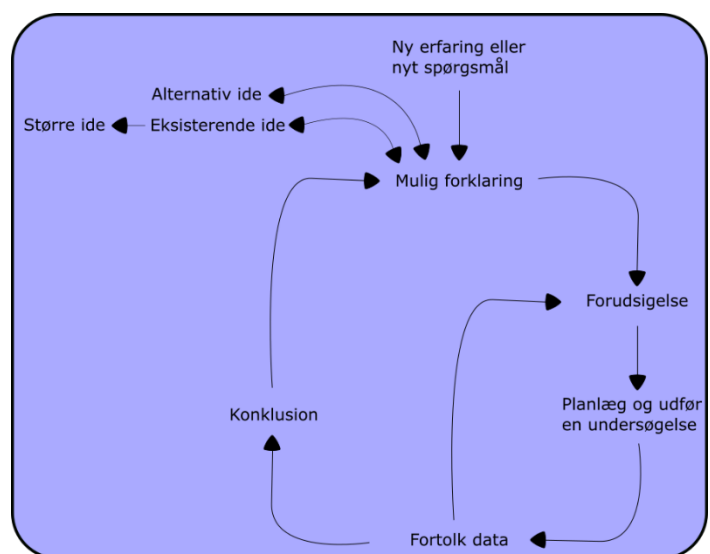 Ny erfaring eller
nyt spørgsmål
Alternativ ide
Større ide
Eksisterende ide
Mulig forklaring
Forudsigelse
Planlæg og udfør
en undersøgelse
Konklusion
Fortolk data